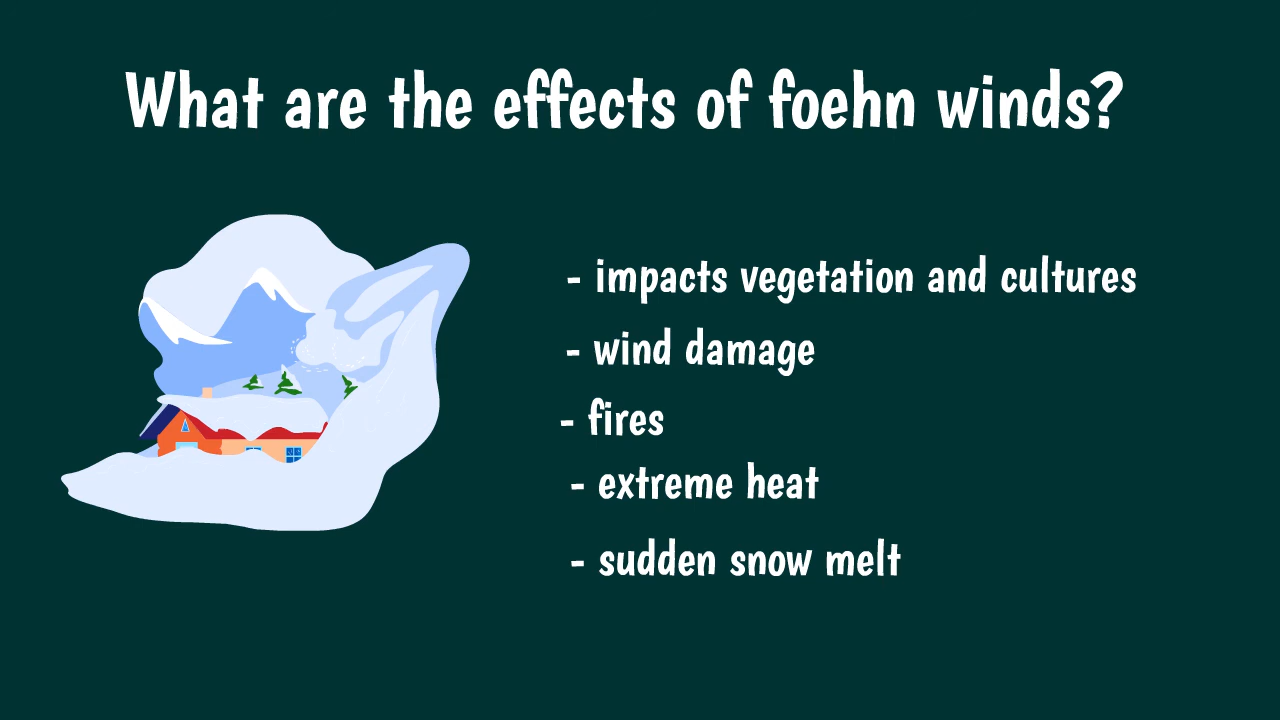 What are the effects of foehn winds?
- impacts vegetation and cultures
- wind damage
- fires
- extreme heat
- sudden snow melt